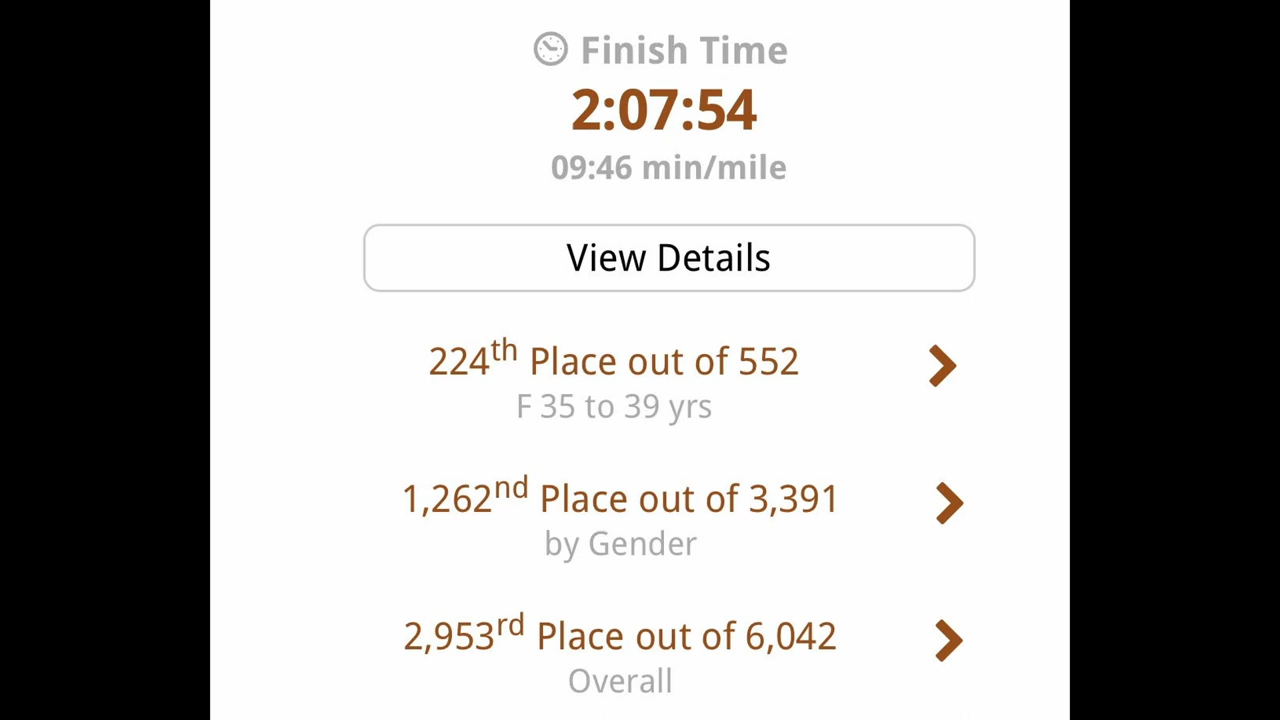 Finish Time
2:07:54
09:46 min/mile
View Details
224th Place out of 552
F 35 to 39 yrs
1,262nd Place out of 3,391
by Gender
2,953rd Place out of 6,042
Overall